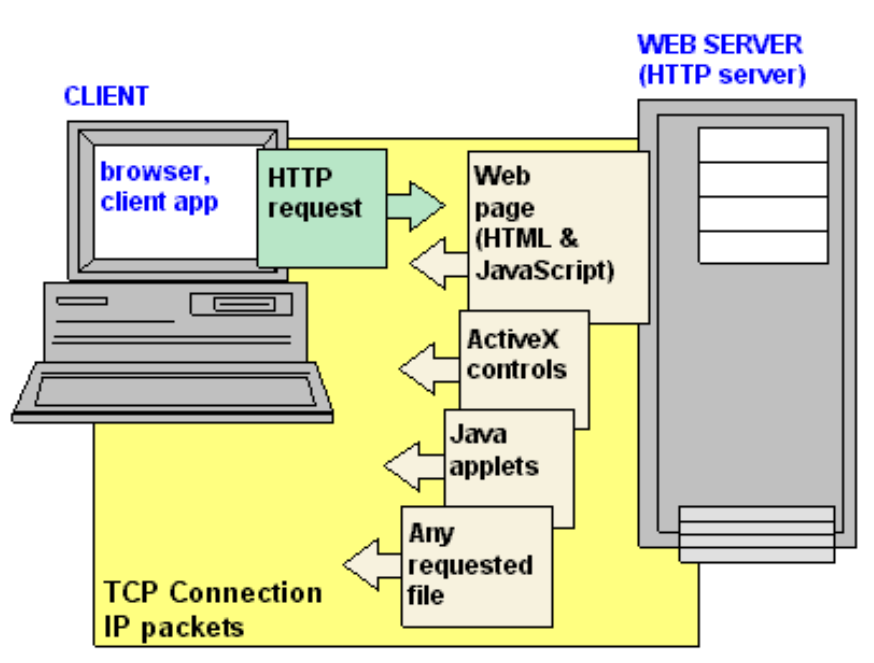 WEB SERVER
(HTTP server)
CLIENT
browser,
client app
HTTP
request
Web
page
(HTML &
JavaScript)
ActiveX
controls
Java
applets
Any
requested
file
TCP Connection
IP packets